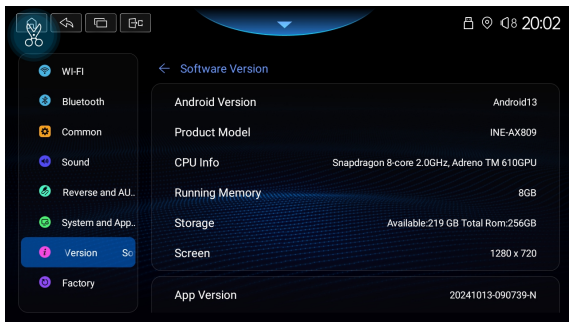 8 20:02
WI-FI
Software Version
Bluetooth
Android Version
Android13
Common
Product Model
INE-AX809
Sound
CPU Info
Snapdragon 8-core 2.0GHz, Adreno TM 610GPU
Reverse and AU..
Running Memory
8GB
System and App..
Storage
Available:219 GB Total Rom:256GB
Version So
Screen
1280 x 720
Factory
App Version
20241013-090739-N